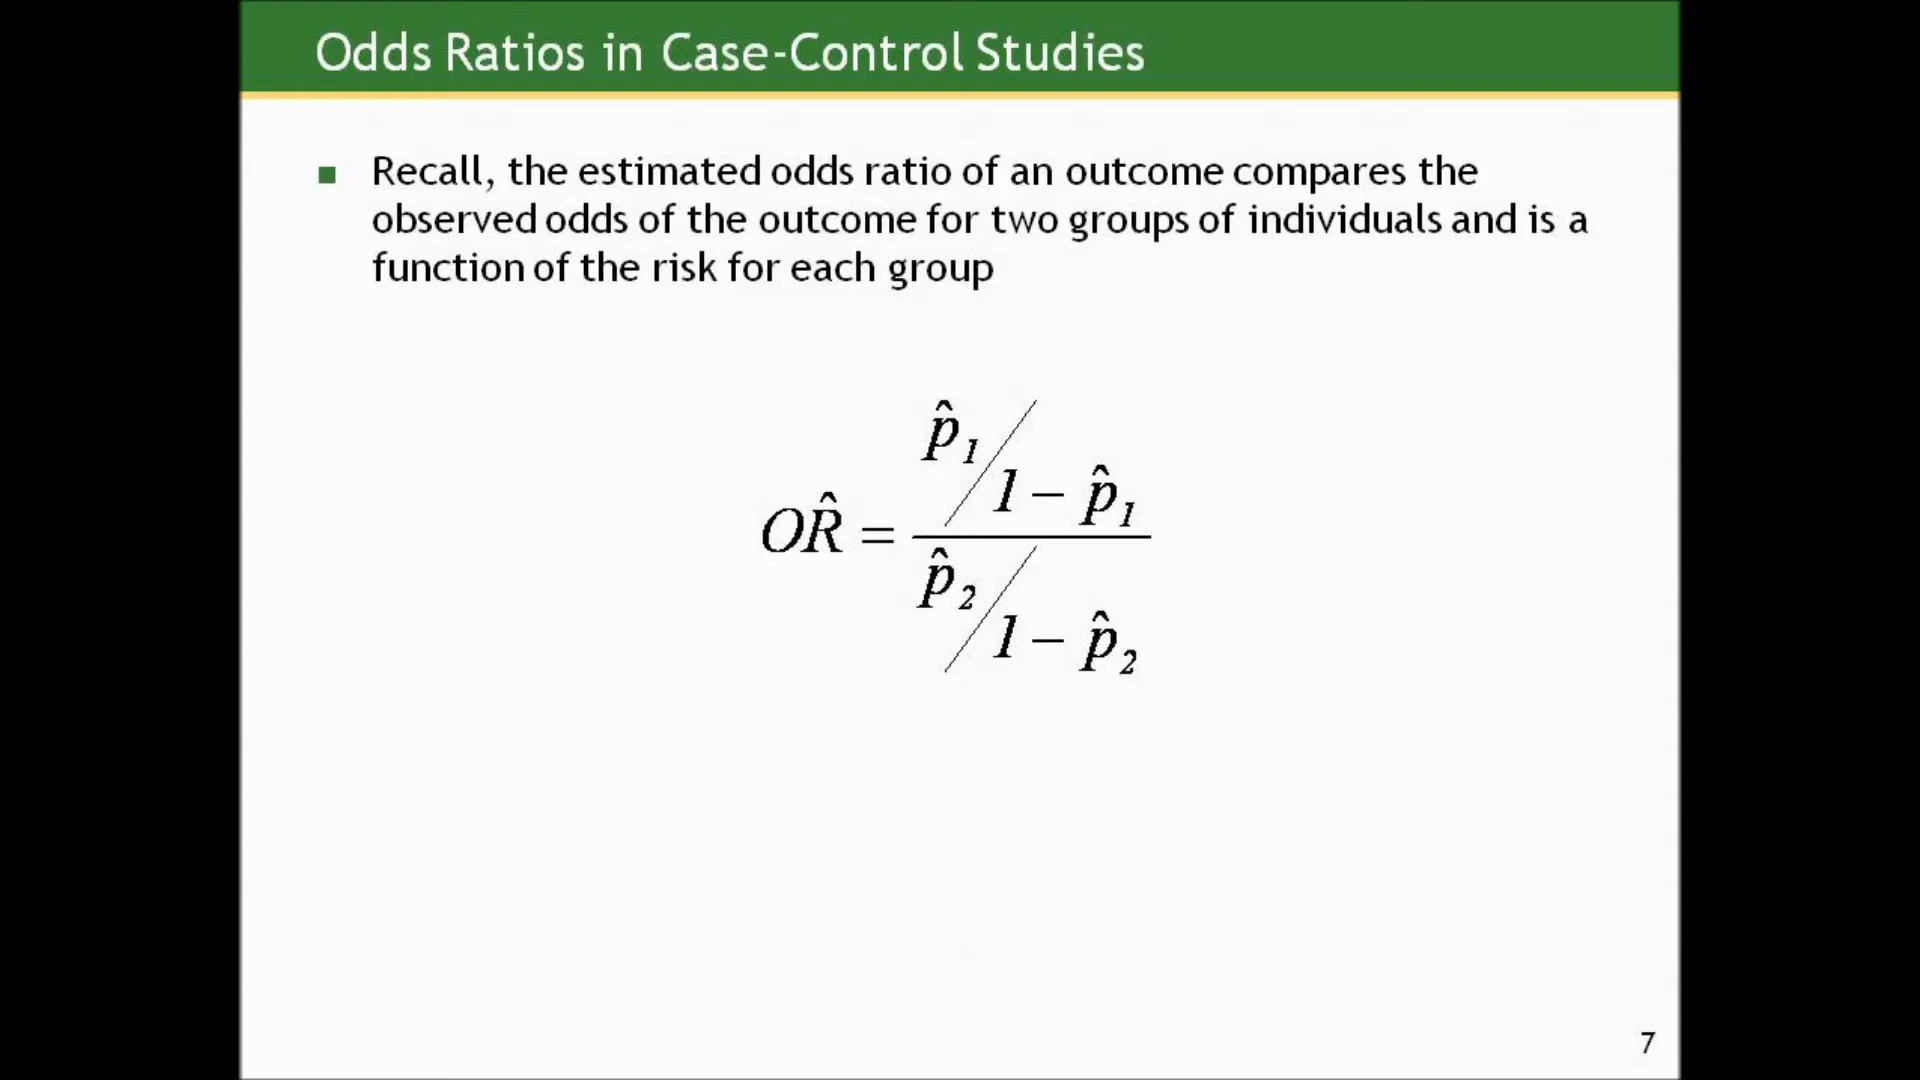 Odds Ratios in Case-Control Studies
Recall, the estimated odds ratio of an outcome compares the
observed odds of the outcome for two groups of individuals and is a
function of the risk for each group
OR̂ = (p̂₁ / 1 − p̂₁) / (p̂₂ / 1 − p̂₂)
7